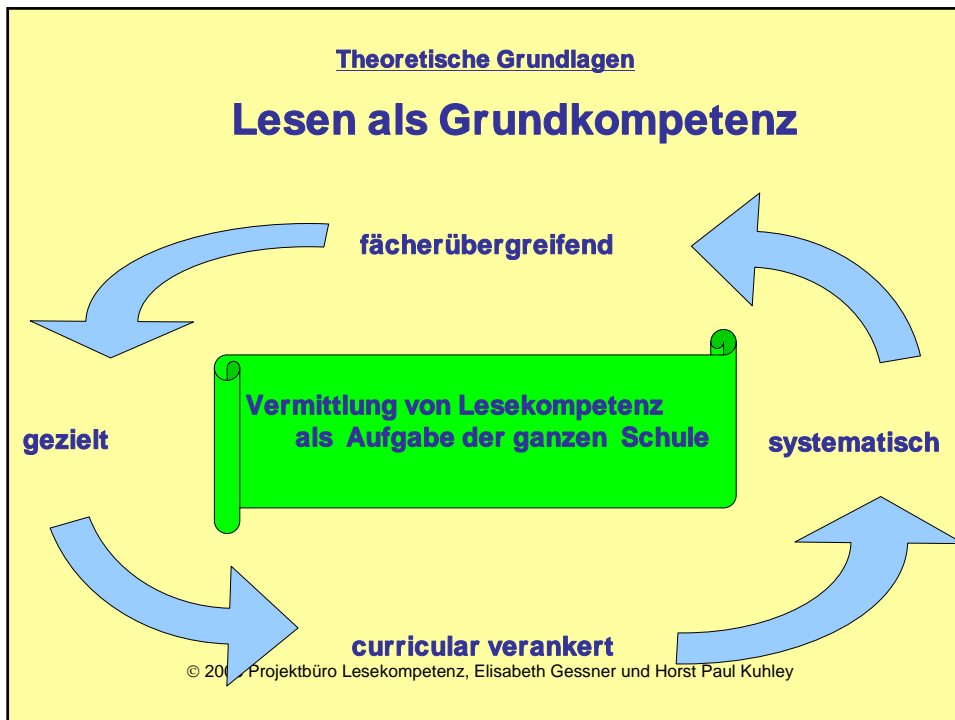 Theoretische Grundlagen
Lesen als Grundkompetenz
fächerübergreifend
Vermittlung von Lesekompetenz
als Aufgabe der ganzen Schule
gezielt
systematisch
curricular verankert
© Projektbüro Lesekompetenz, Elisabeth Gessner und Horst Paul Kuhley